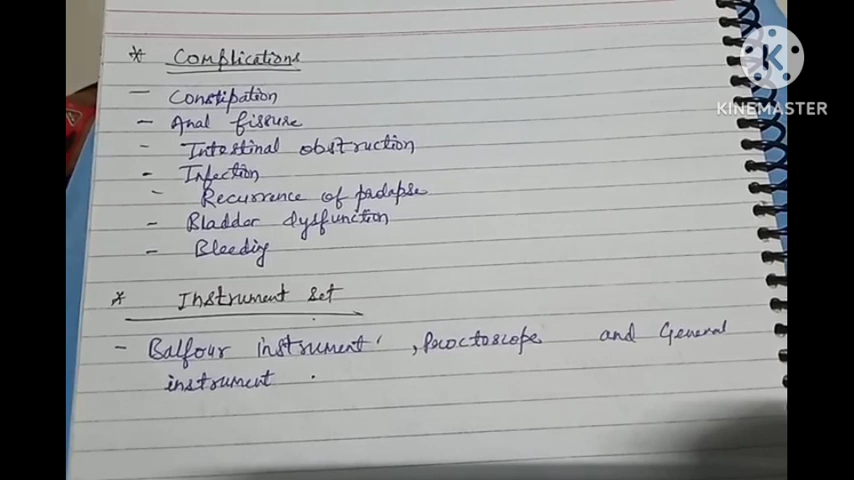 * Complications
- Constipation
- Anal fissure
- Intestinal obstruction
- Infection
- Recurrence of prolapse
- Bladder dysfunction
- Bleeding
* Instrument set
- Balfour instrument , Proctoscope and General
instrument .
KINEMASTER